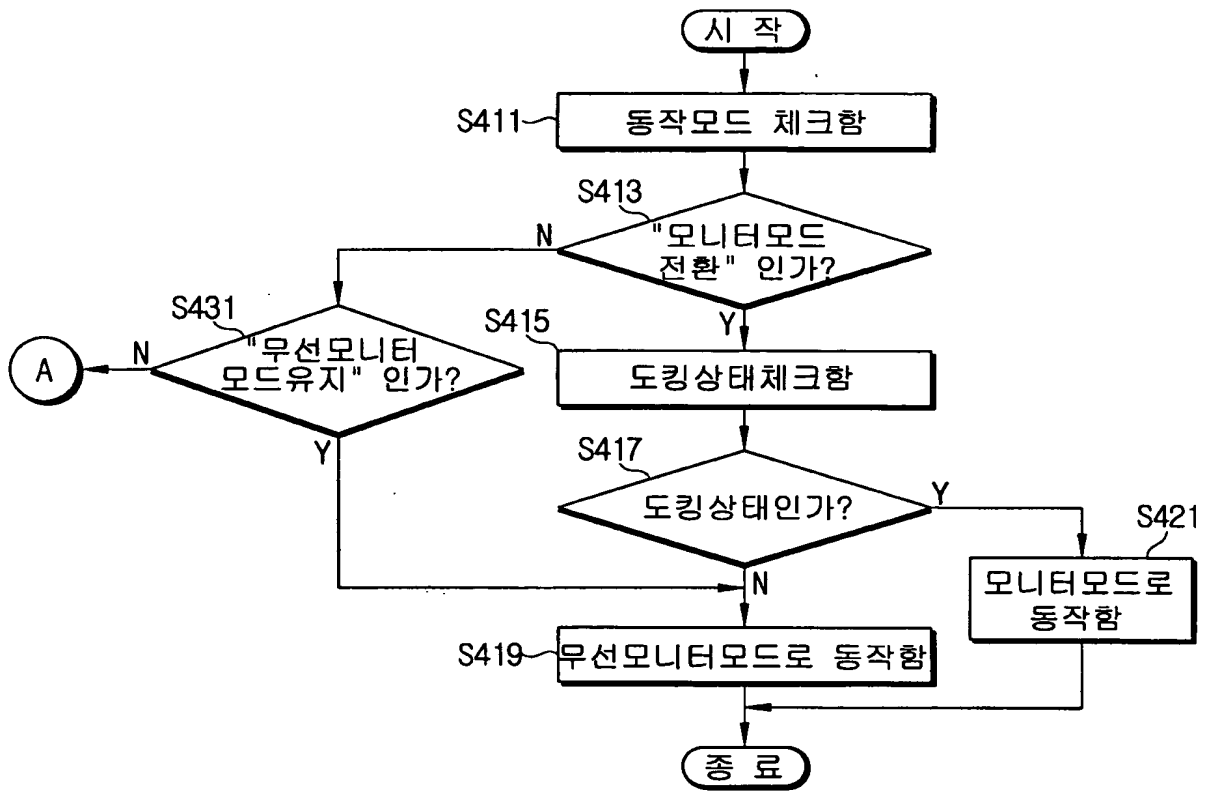 시 작
S411
동작모드 체크함
S413
"모니터모드
전환" 인가?
N
Y
S431
"무선모니터
모드유지" 인가?
N
A
Y
S415
도킹상태체크함
S417
도킹상태인가?
Y
N
S421
모니터모드로
동작함
S419
무선모니터모드로 동작함
종 료